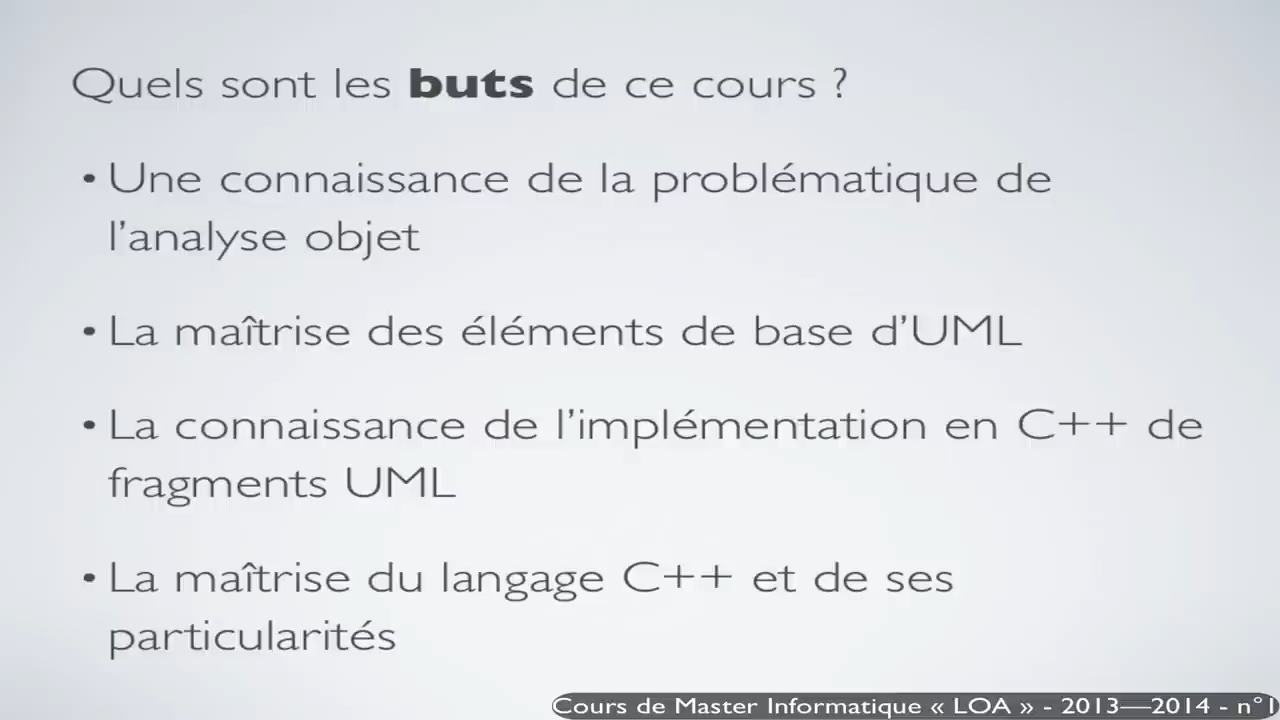 Quels sont les buts de ce cours ?
• Une connaissance de la problématique de
l’analyse objet
• La maîtrise des éléments de base d’UML
• La connaissance de l’implémentation en C++ de
fragments UML
• La maîtrise du langage C++ et de ses
particularités
Cours de Master Informatique « LOA » - 2013—2014 - n°1